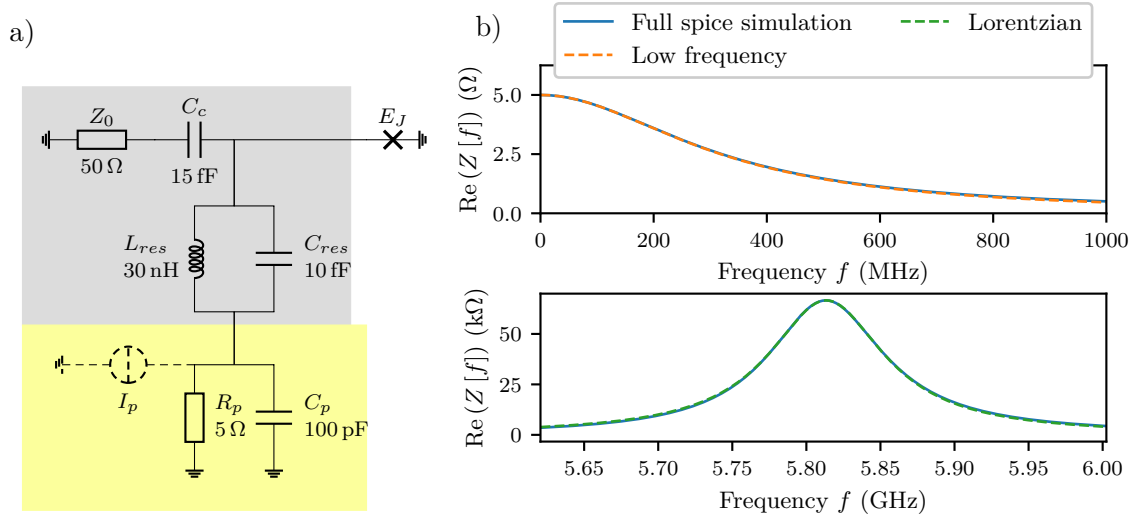 a)
Z₀
50 Ω
C_c
15 fF
E_J
L_res
30 nH
C_res
10 fF
I_p
R_p
5 Ω
C_p
100 pF
b)
Full spice simulation
Low frequency
Lorentzian
Re(Z [f]) (Ω)
5.0
2.5
0.0
0 200 400 600 800 1000
Frequency f (MHz)
Re(Z [f]) (kΩ)
50
25
0
5.65 5.70 5.75 5.80 5.85 5.90 5.95 6.00
Frequency f (GHz)